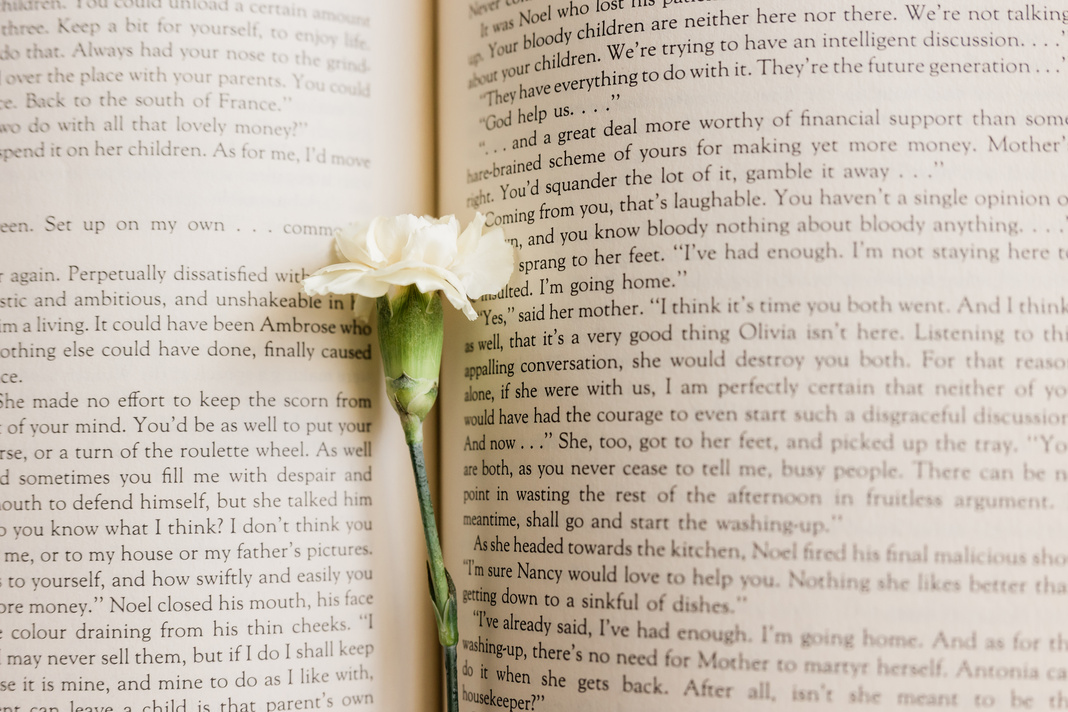 children. You could unload a certain amount
three. Keep a bit for yourself, to enjoy life.
do that. Always had your nose to the grind-
over the place with your parents. You could
Back to the south of France.”
do with all that lovely money?”
spend it on her children. As for me, I’d move
Set up on my own . . .
again. Perpetually dissatisfied with
and ambitious, and unshakeable in
a living. It could have been Ambrose who
else could have done, finally caused
She made no effort to keep the scorn from
of your mind. You’d be as well to put your
or a turn of the roulette wheel. As well
sometimes you fill me with despair and
to defend himself, but she talked him
you know what I think? I don’t think you
me, or to my house or my father’s pictures.
to yourself, and how swiftly and easily you
money.” Noel closed his mouth, his face
colour draining from his thin cheeks. “I
may never sell them, but if I do I shall keep
it is mine, and mine to do as I like with,
can leave a child is that parent’s own
It was Noel who lost his
up. Your bloody children are neither here nor there. We’re not talking
about your children. We’re trying to have an intelligent discussion. . . .’
“They have everything to do with it. They’re the future generation . . .’
“God help us. . . .”
“. . . and a great deal more worthy of financial support than some
hare-brained scheme of yours for making yet more money. Mother’
right. You’d squander the lot of it, gamble it away . . .”
“Coming from you, that’s laughable. You haven’t a single opinion
and you know bloody nothing about bloody anything. . . .
sprang to her feet. “I’ve had enough. I’m not staying here
insulted. I’m going home.”
“Yes,” said her mother. “I think it’s time you both went. And I think
as well, that it’s a very good thing Olivia isn’t here. Listening to
appalling conversation, she would destroy you both. For that
alone, if she were with us, I am perfectly certain that neither of
would have had the courage to even start such a disgraceful discussion
And now . . .” She, too, got to her feet, and picked up the tray.
are both, as you never cease to tell me, busy people. There can be
point in wasting the rest of the afternoon in fruitless argument.
meantime, shall go and start the washing-up.”
As she headed towards the kitchen, Noel fired his final malicious
“I’m sure Nancy would love to help you. Nothing she likes better
getting down to a sinkful of dishes.”
“I’ve already said, I’ve had enough. I’m going home. And as for
washing-up, there’s no need for Mother to martyr herself. Antonia
do it when she gets back. After all, isn’t she meant to be
housekeeper?”